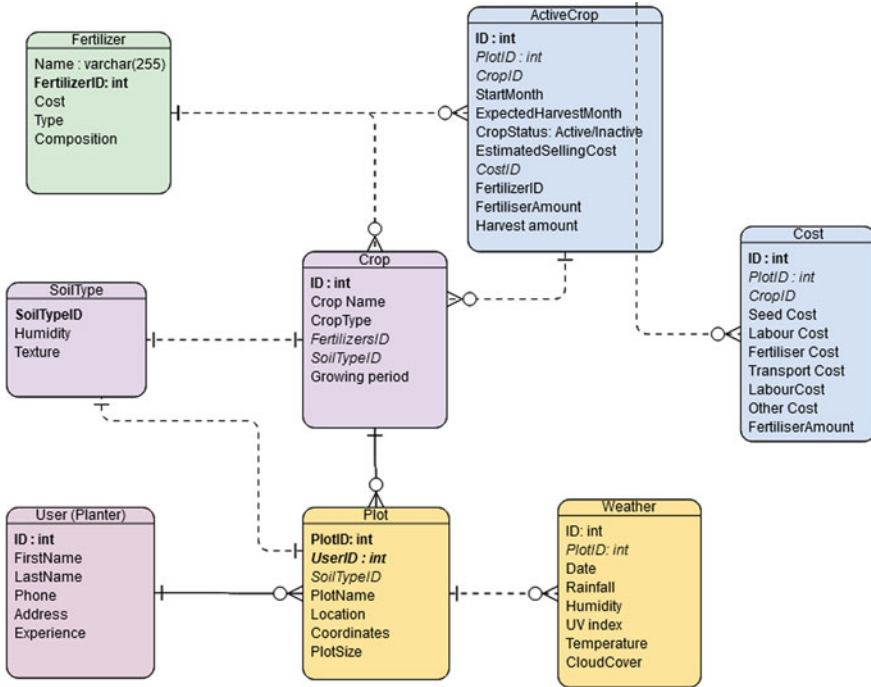 Fertilizer
Name : varchar(255)
FertilizerID: int
Cost
Type
Composition
ActiveCrop
ID : int
PlotID : int
CropID
StartMonth
ExpectedHarvestMonth
CropStatus: Active/Inactive
EstimatedSellingCost
CostID
FertilizerID
FertiliserAmount
Harvest amount
SoilType
SoilTypeID
Humidity
Texture
Crop
ID : int
Crop Name
CropType
FertilizersID
SoilTypeID
Growing period
Cost
ID : int
PlotID : int
CropID
Seed Cost
Labour Cost
Fertiliser Cost
Transport Cost
LabourCost
Other Cost
FertiliserAmount
User (Planter)
ID : int
FirstName
LastName
Phone
Address
Experience
Plot
PlotID: int
UserID : int
SoilTypeID
PlotName
Location
Coordinates
PlotSize
Weather
ID: int
PlotID: int
Date
Rainfall
Humidity
UV index
Temperature
CloudCover